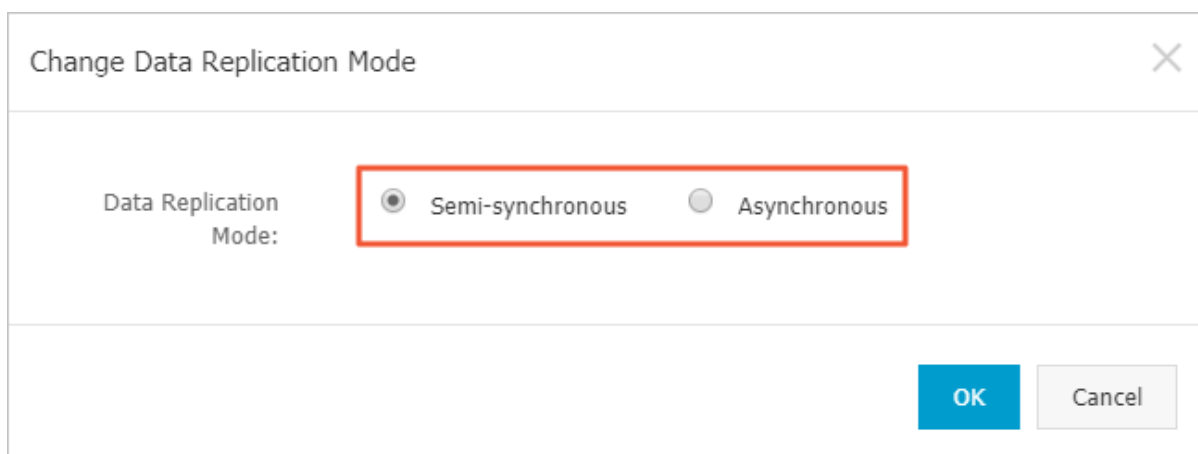 Change Data Replication Mode
Data Replication Mode:
Semi-synchronous
Asynchronous
OK
Cancel